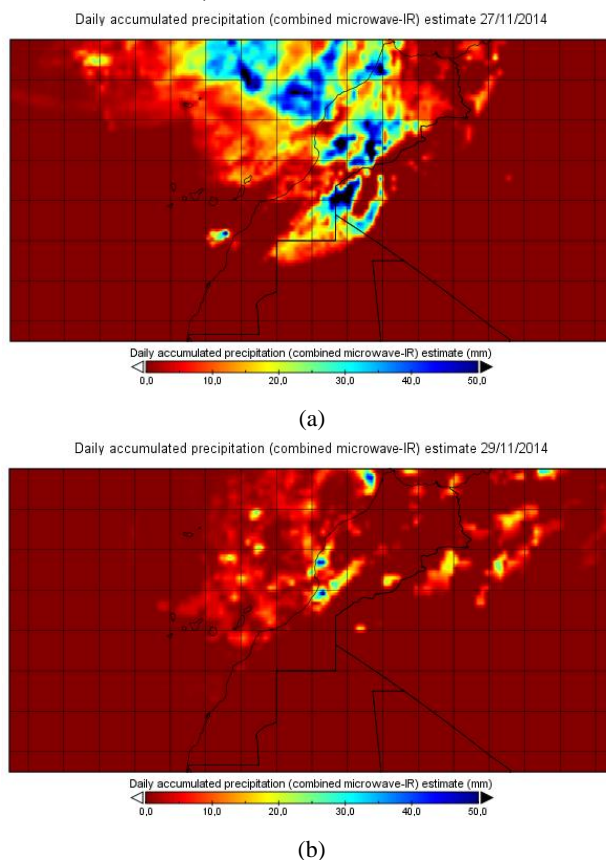 Daily accumulated precipitation (combined microwave-IR) estimate 27/11/2014
Daily accumulated precipitation (combined microwave-IR) estimate (mm)
0,0 10,0 20,0 30,0 40,0 50,0
(a)
Daily accumulated precipitation (combined microwave-IR) estimate 29/11/2014
Daily accumulated precipitation (combined microwave-IR) estimate (mm)
0,0 10,0 20,0 30,0 40,0 50,0
(b)